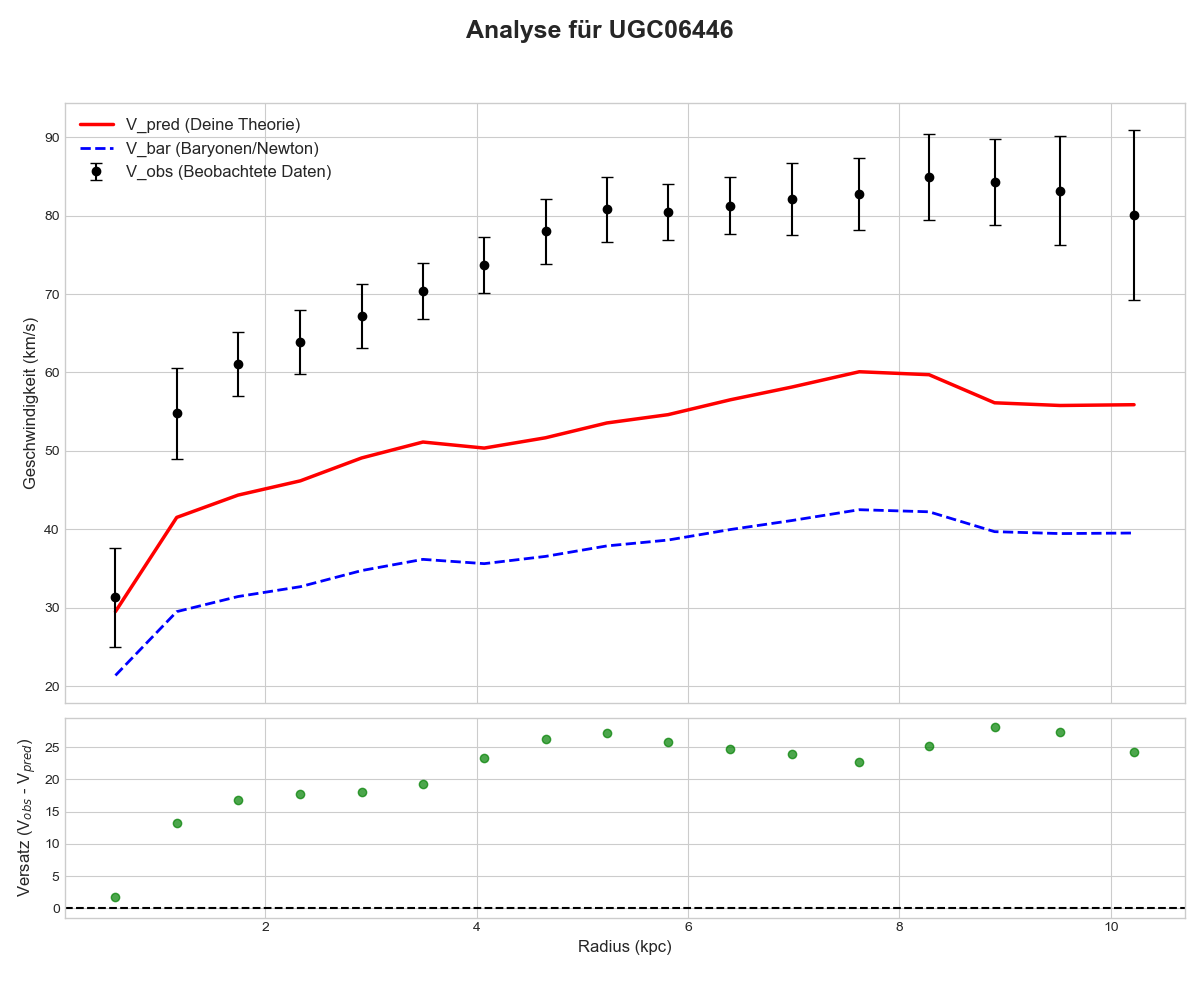 Analyse für UGC06446
V_pred (Deine Theorie)
V_bar (Baryonen/Newton)
V_obs (Beobachtete Daten)
Geschwindigkeit (km/s)
90
80
70
60
50
40
30
20
Versatz (V_obs - V_pred)
25
20
15
10
5
0
2
4
6
8
10
Radius (kpc)